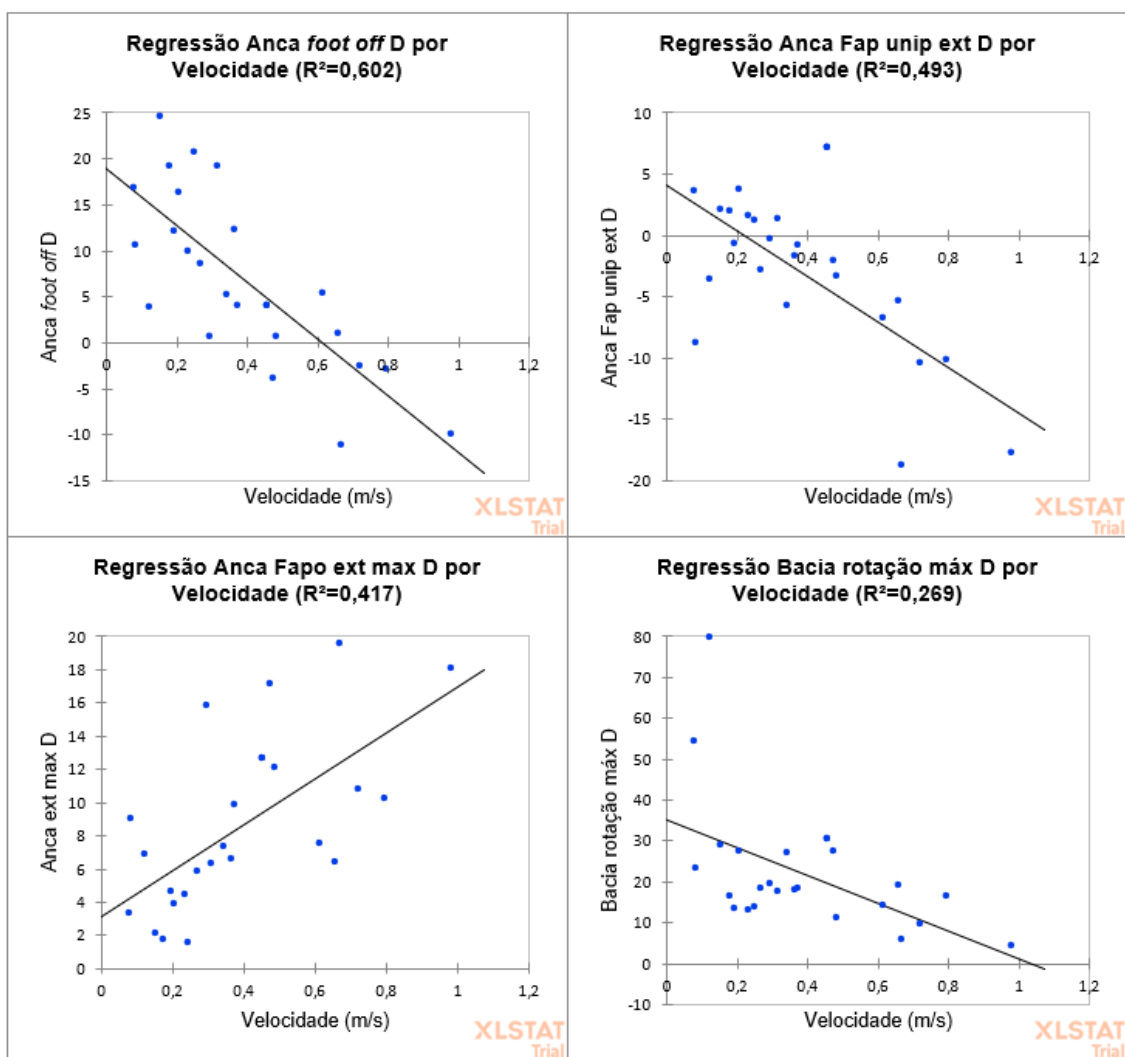 Regressão Anca foot off D por
Velocidade (R²=0,602)
25
20
15
10
5
0
-5
-10
-15
0 0,2 0,4 0,6 0,8 1 1,2
Anca foot off D
Velocidade (m/s)
XLSTAT
Trial
Regressão Anca Fap unip ext D por
Velocidade (R²=0,493)
10
5
0
-5
-10
-15
-20
0 0,2 0,4 0,6 0,8 1 1,2
Anca Fap unip ext D
Velocidade (m/s)
XLSTAT
Trial
Regressão Anca Fapo ext max D por
Velocidade (R²=0,417)
20
18
16
14
12
10
8
6
4
2
0
0 0,2 0,4 0,6 0,8 1 1,2
Anca ext max D
Velocidade (m/s)
XLSTAT
Trial
Regressão Bacia rotação máx D por
Velocidade (R²=0,269)
80
70
60
50
40
30
20
10
0
-10
0 0,2 0,4 0,6 0,8 1 1,2
Bacia rotação máx D
Velocidade (m/s)
XLSTAT
Trial